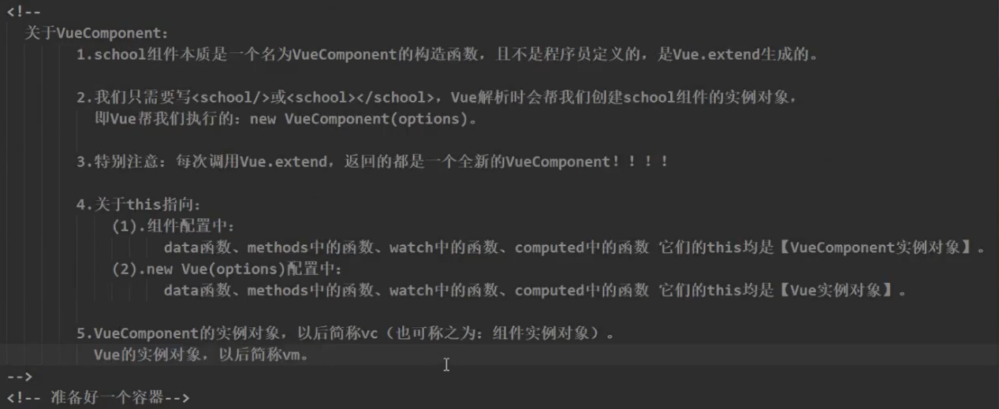 <!--
关于VueComponent：
1.school组件本质是一个名为VueComponent的构造函数，且不是程序员定义的，是Vue.extend生成的。
2.我们只需要写<school/>或<school></school>，Vue解析时会帮我们创建school组件的实例对象，
即Vue帮我们执行的：new VueComponent(options)。
3.特别注意：每次调用Vue.extend，返回的都是一个全新的VueComponent！！！！
4.关于this指向：
(1).组件配置中：
data函数、methods中的函数、watch中的函数、computed中的函数 它们的this均是【VueComponent实例对象】。
(2).new Vue(options)配置中：
data函数、methods中的函数、watch中的函数、computed中的函数 它们的this均是【Vue实例对象】。
5.VueComponent的实例对象，以后简称vc（也可称之为：组件实例对象）。
Vue的实例对象，以后简称vm。
-->
<!-- 准备好一个容器-->